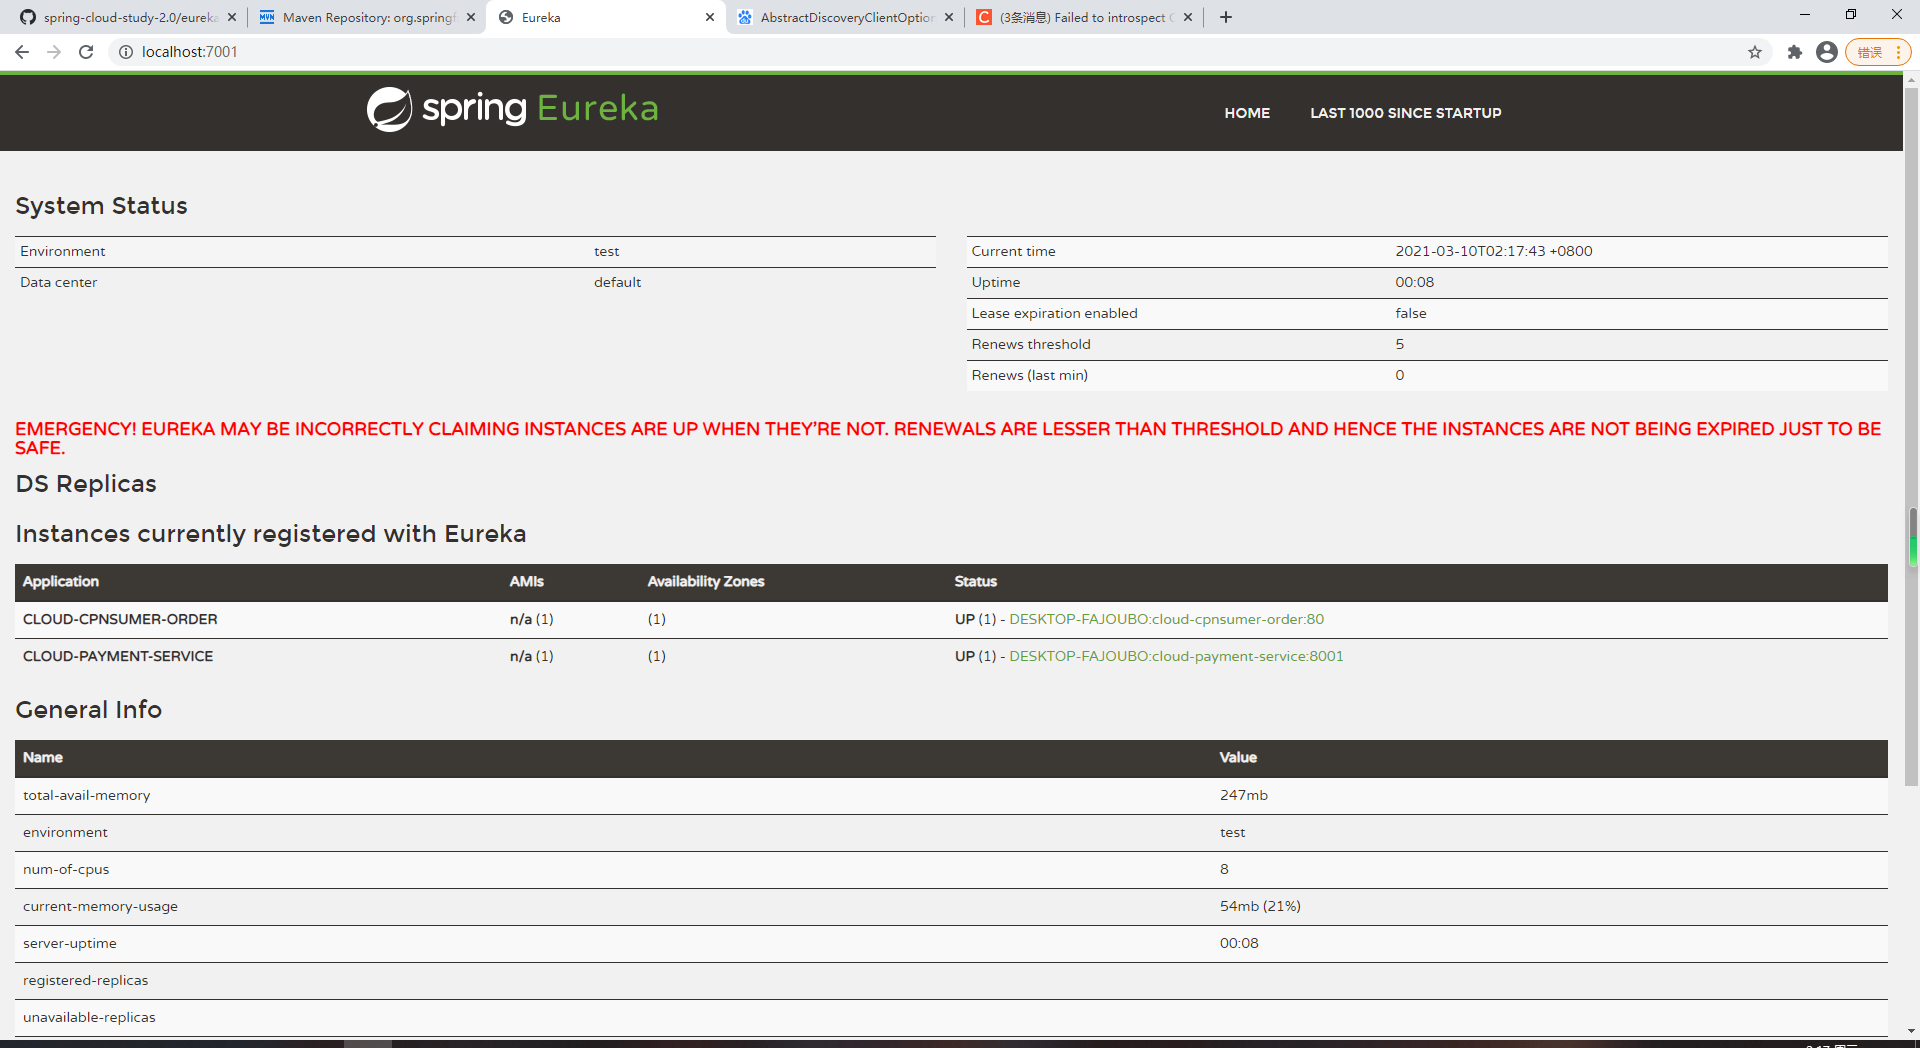 spring-cloud-study-2.0/eureka
Maven Repository: org.springf
Eureka
AbstractDiscoveryClientOption
(3条消息) Failed to introspect C
localhost:7001
错误
spring Eureka
HOME
LAST 1000 SINCE STARTUP
System Status
Environment test
Data center default
Current time 2021-03-10T02:17:43 +0800
Uptime 00:08
Lease expiration enabled false
Renews threshold 5
Renews (last min) 0
EMERGENCY! EUREKA MAY BE INCORRECTLY CLAIMING INSTANCES ARE UP WHEN THEY'RE NOT. RENEWALS ARE LESSER THAN THRESHOLD AND HENCE THE INSTANCES ARE NOT BEING EXPIRED JUST TO BE
SAFE.
DS Replicas
Instances currently registered with Eureka
Application AMIs Availability Zones Status
CLOUD-CPNSUMER-ORDER n/a (1) (1) UP (1) - DESKTOP-FAJOUBO:cloud-cpnsumer-order:80
CLOUD-PAYMENT-SERVICE n/a (1) (1) UP (1) - DESKTOP-FAJOUBO:cloud-payment-service:8001
General Info
Name Value
total-avail-memory 247mb
environment test
num-of-cpus 8
current-memory-usage 54mb (21%)
server-uptime 00:08
registered-replicas
unavailable-replicas